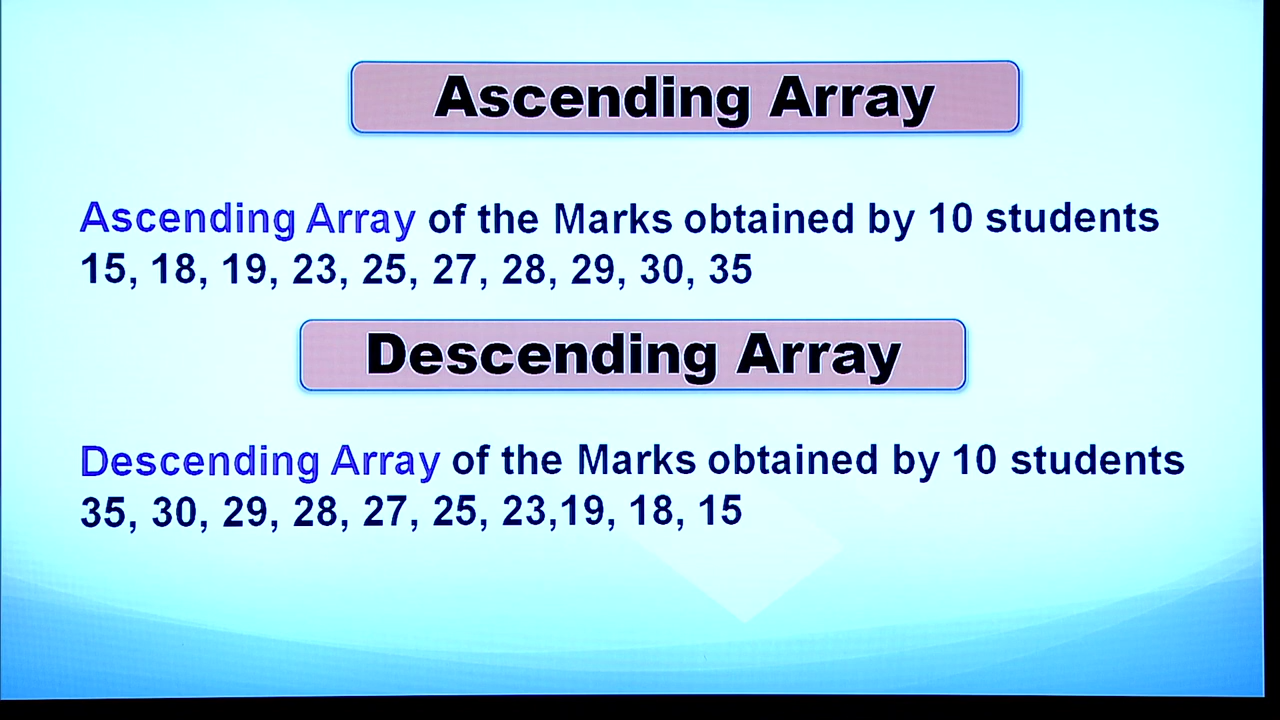 Ascending Array
Ascending Array of the Marks obtained by 10 students
15, 18, 19, 23, 25, 27, 28, 29, 30, 35
Descending Array
Descending Array of the Marks obtained by 10 students
35, 30, 29, 28, 27, 25, 23,19, 18, 15